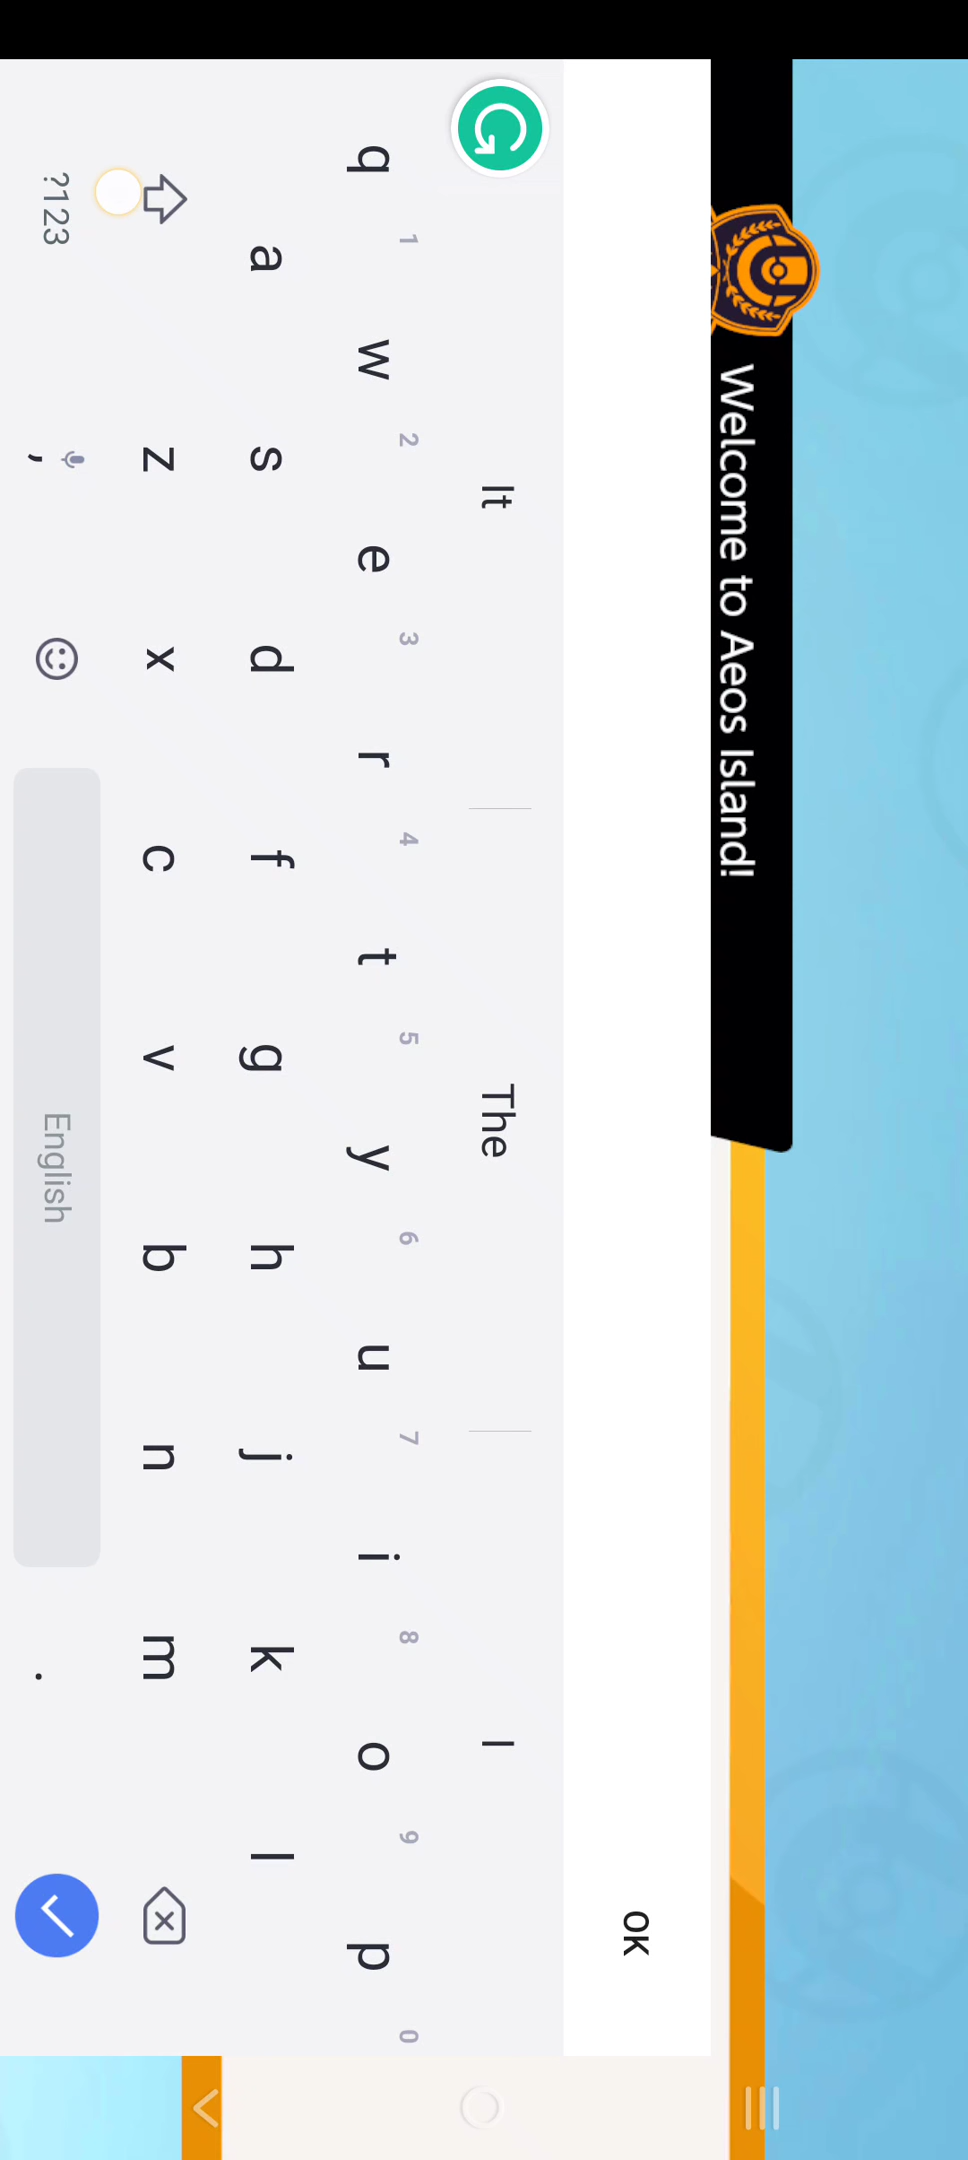 Welcome to Aeos Island!
OK
It The I
1 2 3 4 5 6 7 8 9 0
q w e r t y u i o p
a s d f g h j k l
z x c v b n m
?123 , English .